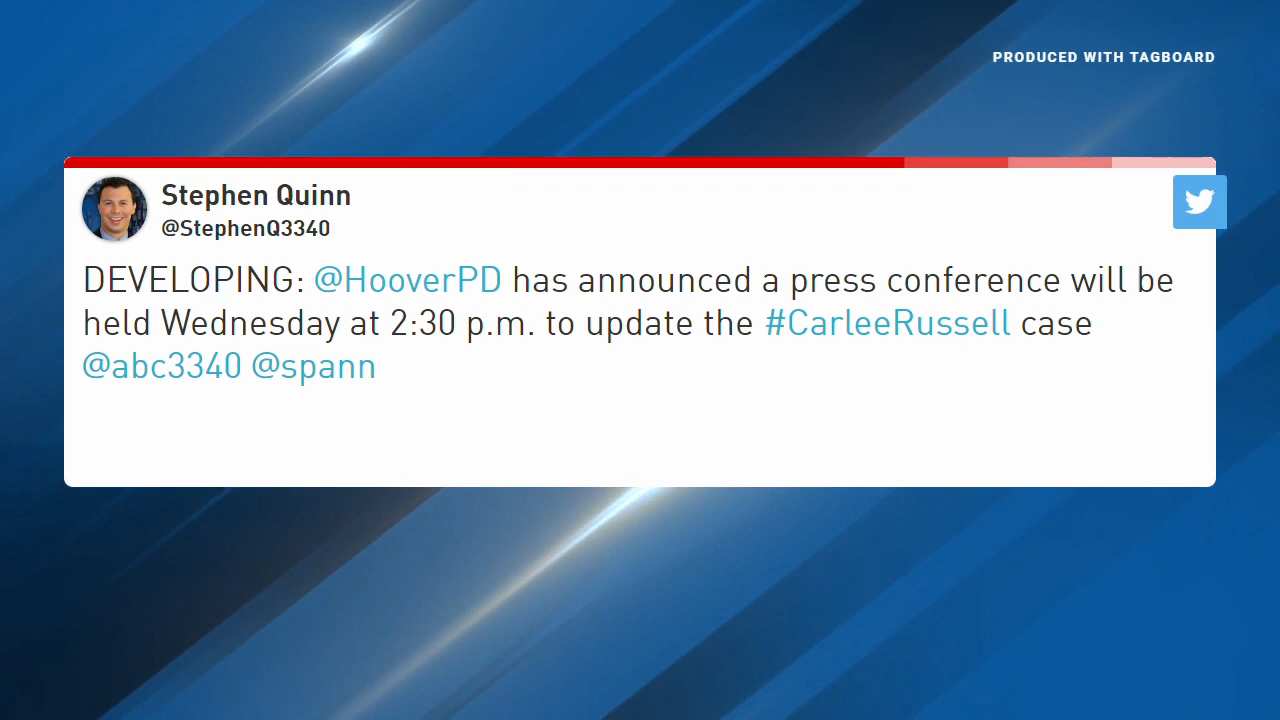 PRODUCED WITH TAGBOARD
Stephen Quinn
@StephenQ3340
DEVELOPING: @HooverPD has announced a press conference will be
held Wednesday at 2:30 p.m. to update the #CarleeRussell case
@abc3340 @spann